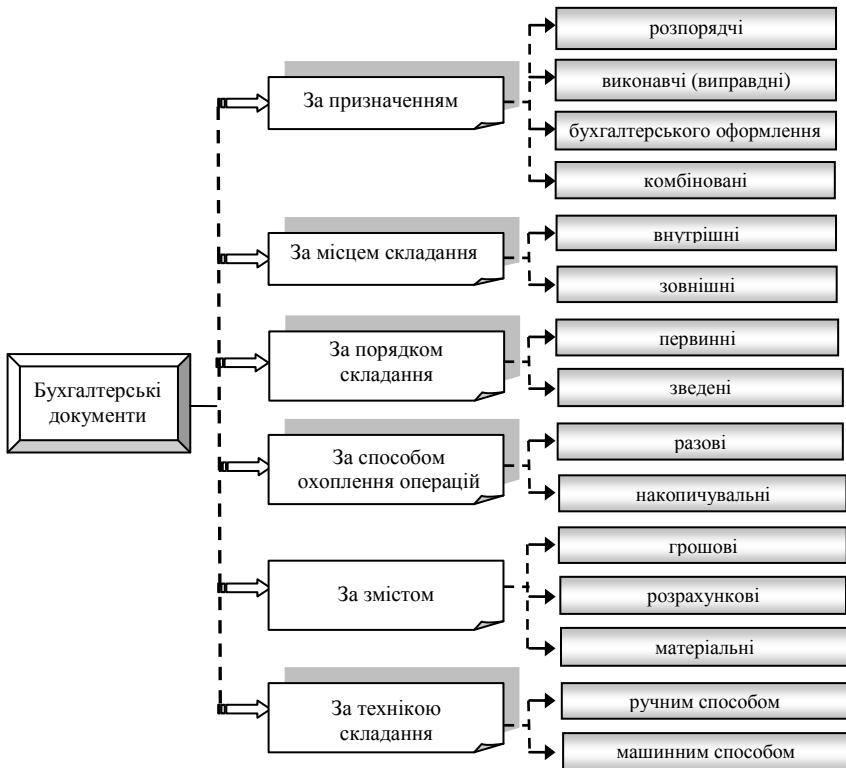 Бухгалтерські
документи
За призначенням
розпорядчі
виконавчі (виправдні)
бухгалтерського оформлення
комбіновані
За місцем складання
внутрішні
зовнішні
За порядком
складання
первинні
зведені
За способом
охоплення операцій
разові
накопичувальні
За змістом
грошові
розрахункові
матеріальні
За технікою
складання
ручним способом
машинним способом